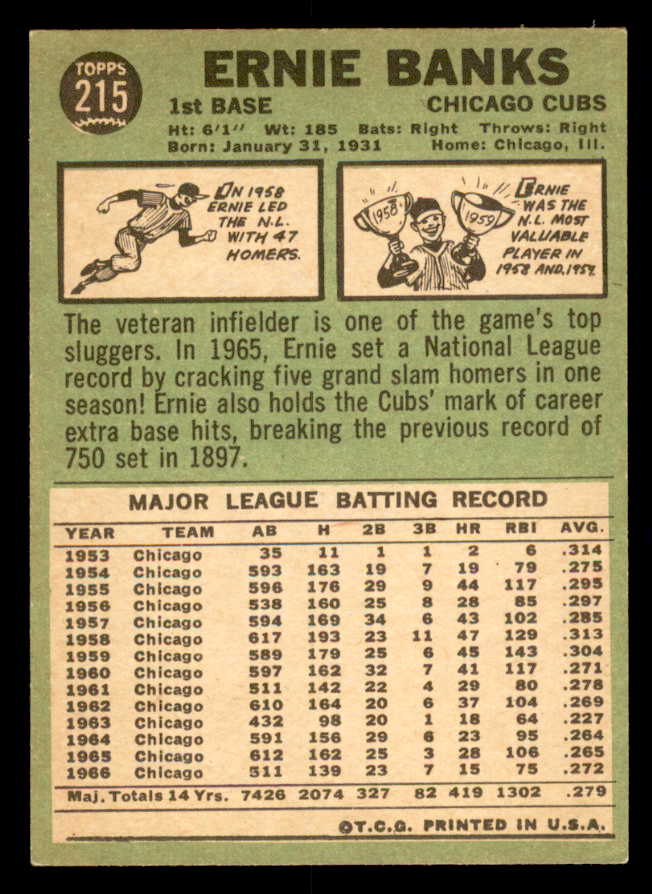 TOPPS
215
ERNIE BANKS
1st BASE CHICAGO CUBS
Ht: 6'1" Wt: 185 Bats: Right Throws: Right
Born: January 31, 1931 Home: Chicago, Ill.
IN 1958
ERNIE LED
THE N.L.
WITH 47
HOMERS.
1958
1959
ERNIE
WAS THE
N.L. MOST
VALUABLE
PLAYER IN
1958 AND, 1959.
The veteran infielder is one of the game's top
sluggers. In 1965, Ernie set a National League
record by cracking five grand slam homers in one
season! Ernie also holds the Cubs' mark of career
extra base hits, breaking the previous record of
750 set in 1897.
MAJOR LEAGUE BATTING RECORD
YEAR TEAM AB H 2B 3B HR RBI AVG.
1953 Chicago 35 11 1 1 2 6 .314
1954 Chicago 593 163 19 7 19 79 .275
1955 Chicago 596 176 29 9 44 117 .295
1956 Chicago 538 160 25 8 28 85 .297
1957 Chicago 594 169 34 6 43 102 .285
1958 Chicago 617 193 23 11 47 129 .313
1959 Chicago 589 179 25 6 45 143 .304
1960 Chicago 597 162 32 7 41 117 .271
1961 Chicago 511 142 22 4 29 80 .278
1962 Chicago 610 164 20 6 37 104 .269
1963 Chicago 432 98 20 1 18 64 .227
1964 Chicago 591 156 29 6 23 95 .264
1965 Chicago 612 162 25 3 28 106 .265
1966 Chicago 511 139 23 7 15 75 .272
Maj. Totals 14 Yrs. 7426 2074 327 82 419 1302 .279
©T.C.G. PRINTED IN U.S.A.